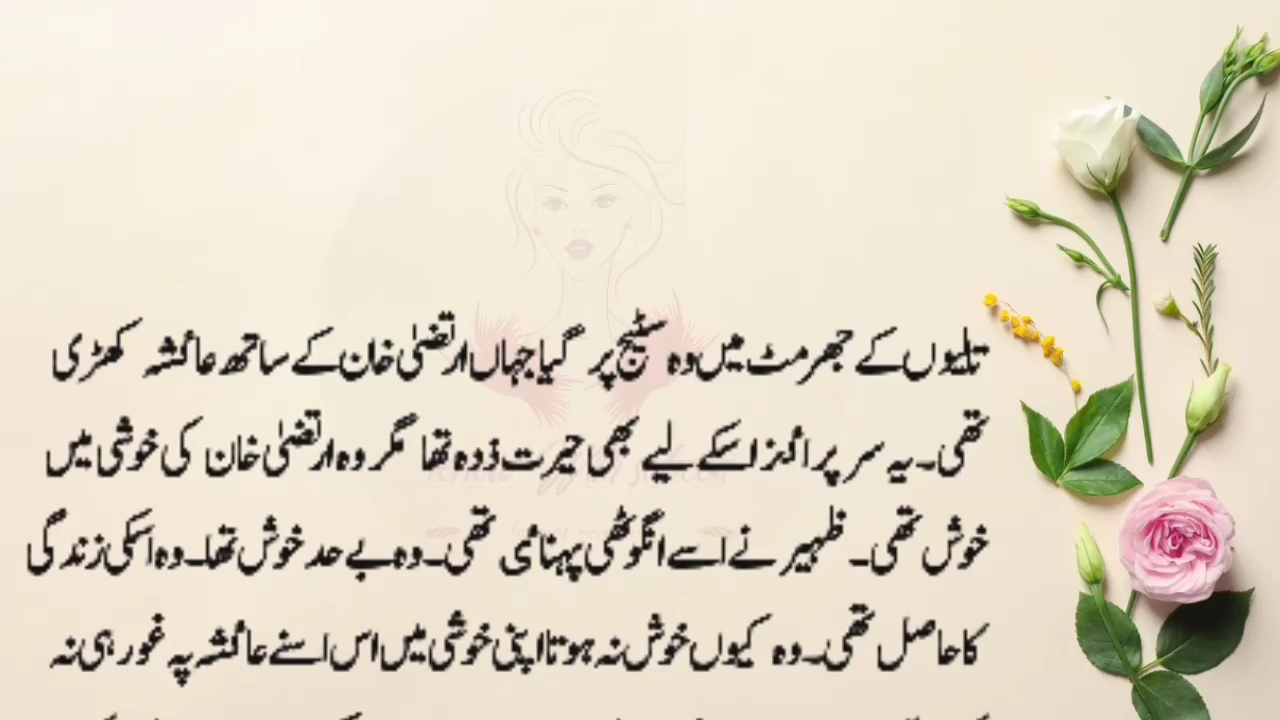 تالیوں کے جھرمٹ میں وہ سٹیج پر گیا جہاں ارتضیٰ خان کے ساتھ عائشہ کھڑی
تھی۔ یہ سرپرائز اسکے لیے بھی حیرت زدہ تھا مگر وہ ارتضیٰ خان کی خوشی میں
خوش تھی۔ ظہیر نے اسے انگوٹھی پہنائی تھی۔ وہ بے حد خوش تھا۔ وہ اسکی زندگی
کا حاصل تھی۔ وہ کیوں خوش نہ ہوتا اپنی خوشی میں اس اسنے عائشہ پہ غور ہی نہ